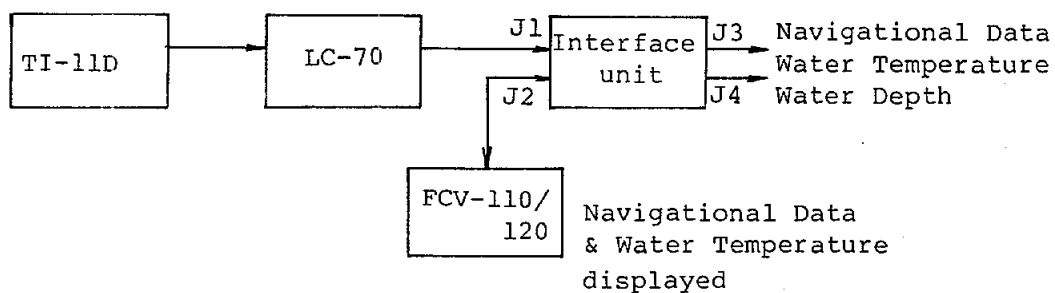 TI-11D
LC-70
J1
Interface
unit
J2
J3
J4
Navigational Data
Water Temperature
Water Depth
FCV-110/
120
Navigational Data
& Water Temperature
displayed